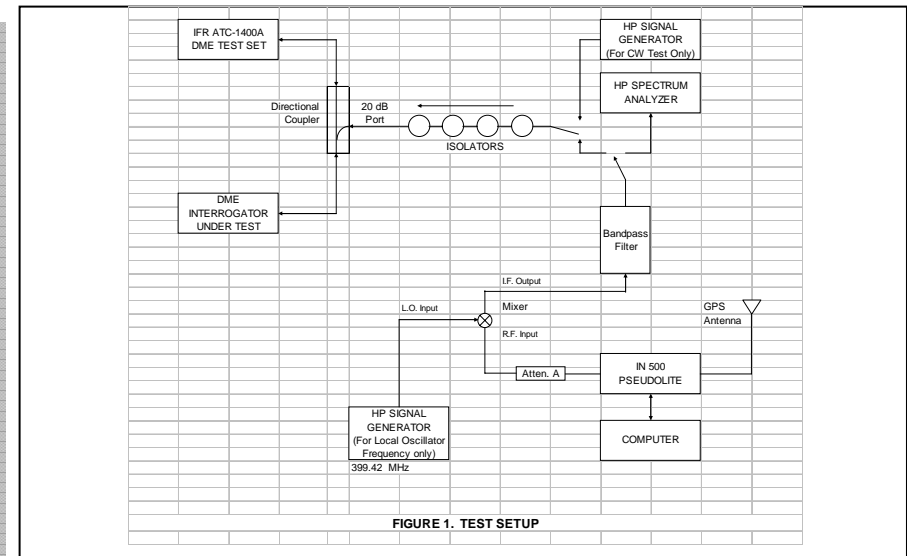 IFR ATC-1400A
DME TEST SET
HP SIGNAL
GENERATOR
(For CW Test Only)
HP SPECTRUM
ANALYZER
Directional
Coupler
20 dB
Port
ISOLATORS
DME
INTERROGATOR
UNDER TEST
Bandpass
Filter
I.F. Output
L.O. Input
Mixer
R.F. Input
GPS
Antenna
Atten. A
IN 500
PSEUDOLITE
HP SIGNAL
GENERATOR
(For Local Oscillator
Frequency only)
399.42 MHz
COMPUTER
FIGURE 1. TEST SETUP